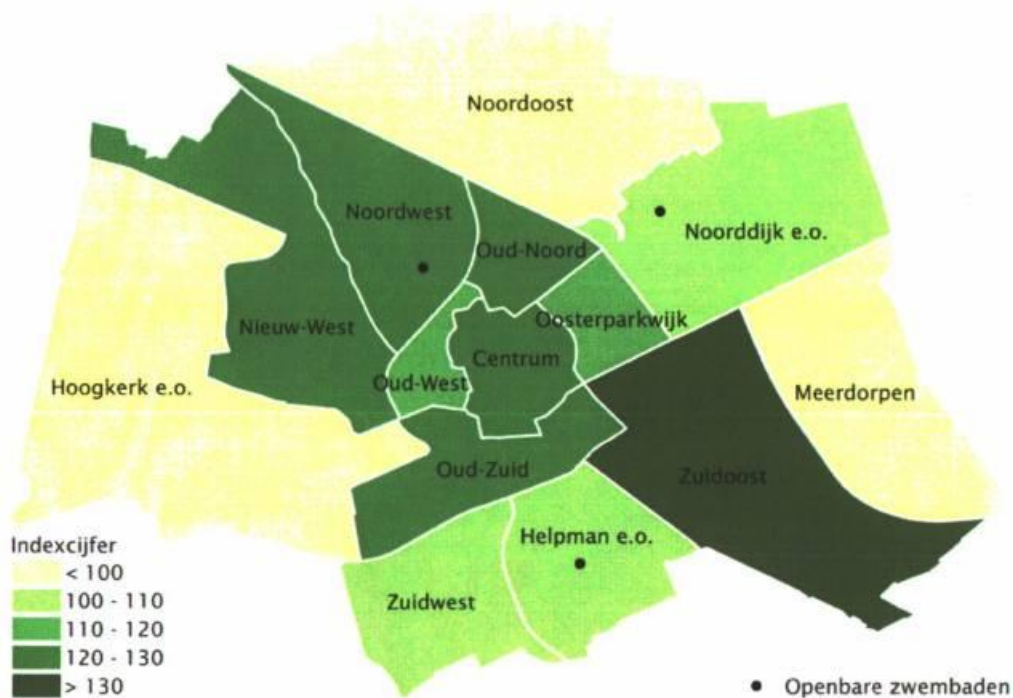 Noordoost
Noordwest
Noorddijk e.o.
Oud-Noord
Nieuw-West
Oosterparkwijk
Centrum
Oud-West
Hoogkerk e.o.
Meerdorpen
Oud-Zuid
Zuidoost
Helpman e.o.
Zuidwest
Indexcijfer
< 100
100 - 110
110 - 120
120 - 130
> 130
Openbare zwembaden